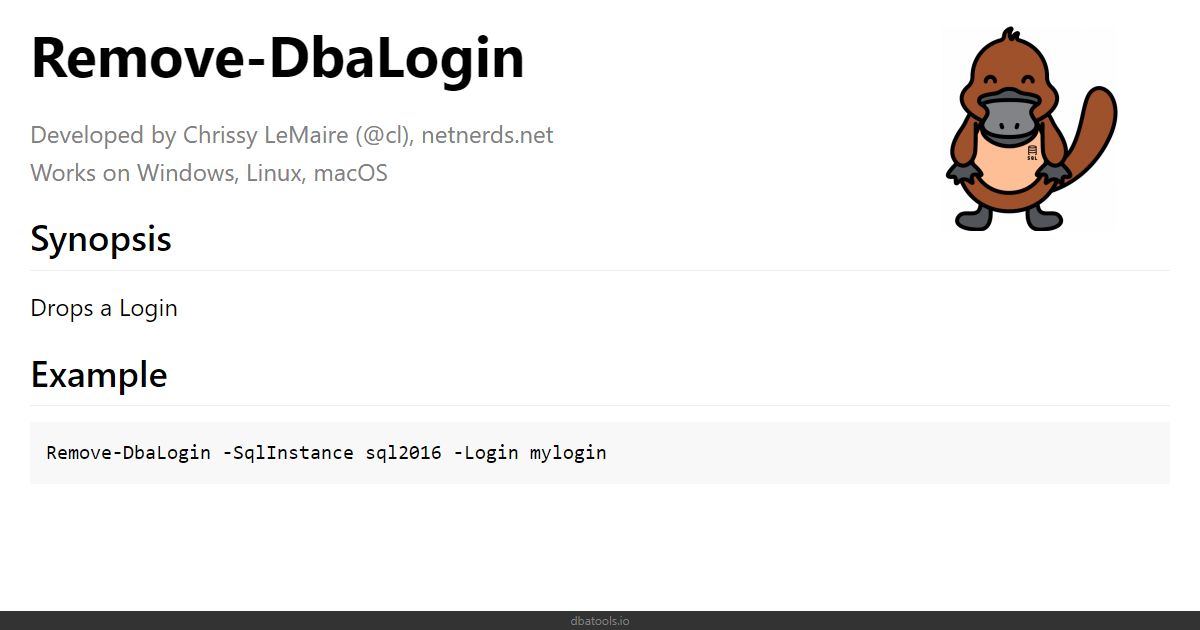 Remove-DbaLogin
Developed by Chrissy LeMaire (@cl), netnerds.net
Works on Windows, Linux, macOS
SQL
Synopsis
Drops a Login
Example
Remove-DbaLogin -SqlInstance sql2016 -Login mylogin
dbatools.io